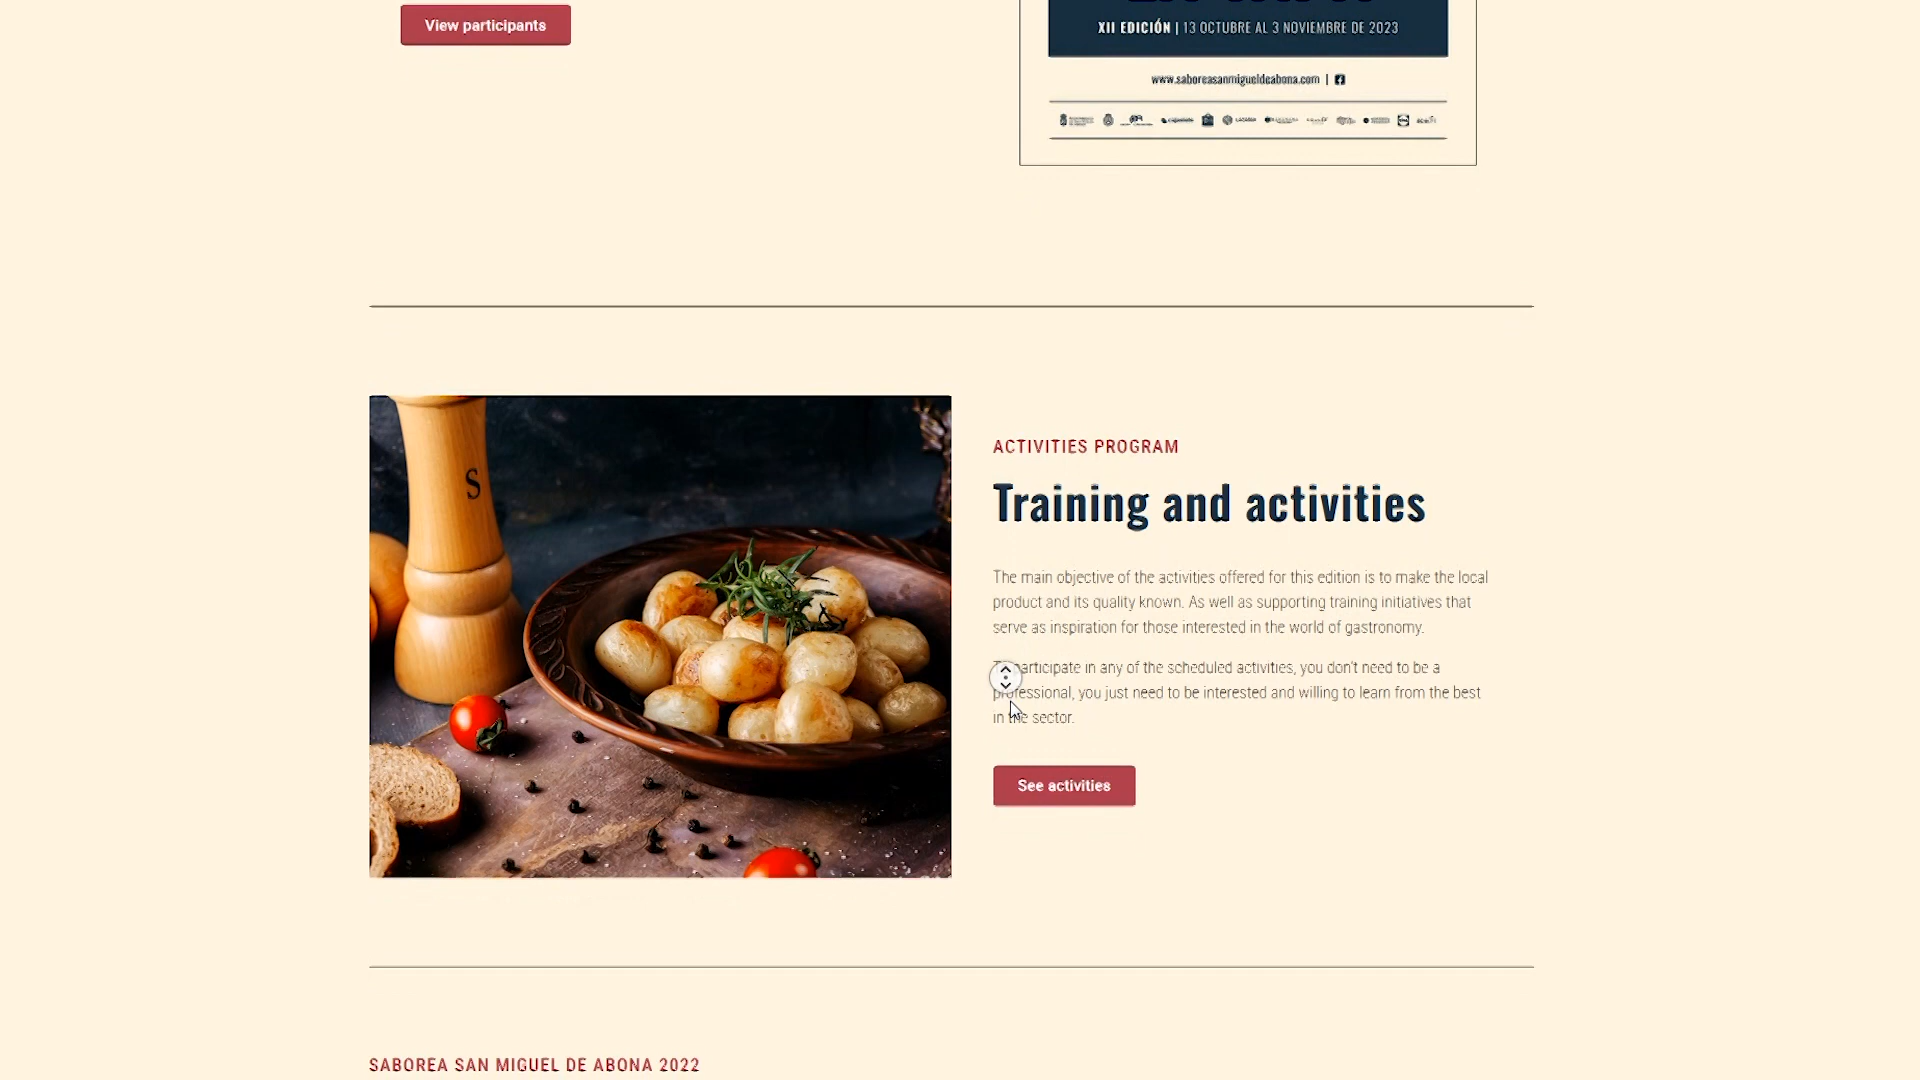 View participants
XII EDICIÓN | 13 OCTUBRE AL 3 NOVIEMBRE DE 2023
www.saboreasanmigueldeabona.com |
S
ACTIVITIES PROGRAM
Training and activities
The main objective of the activities offered for this edition is to make the local
product and its quality known. As well as supporting training initiatives that
serve as inspiration for those interested in the world of gastronomy.
participate in any of the scheduled activities, you don't need to be a
professional, you just need to be interested and willing to learn from the best
in the sector.
See activities
SABOREA SAN MIGUEL DE ABONA 2022